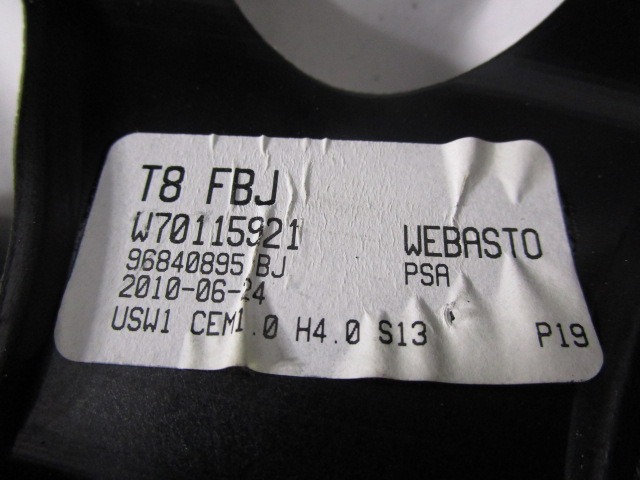 T8 FBJ
W70115921 WEBASTO
96840895 BJ PSA
2010-06-24
USW1 CEM1.0 H4.0 S13 P19